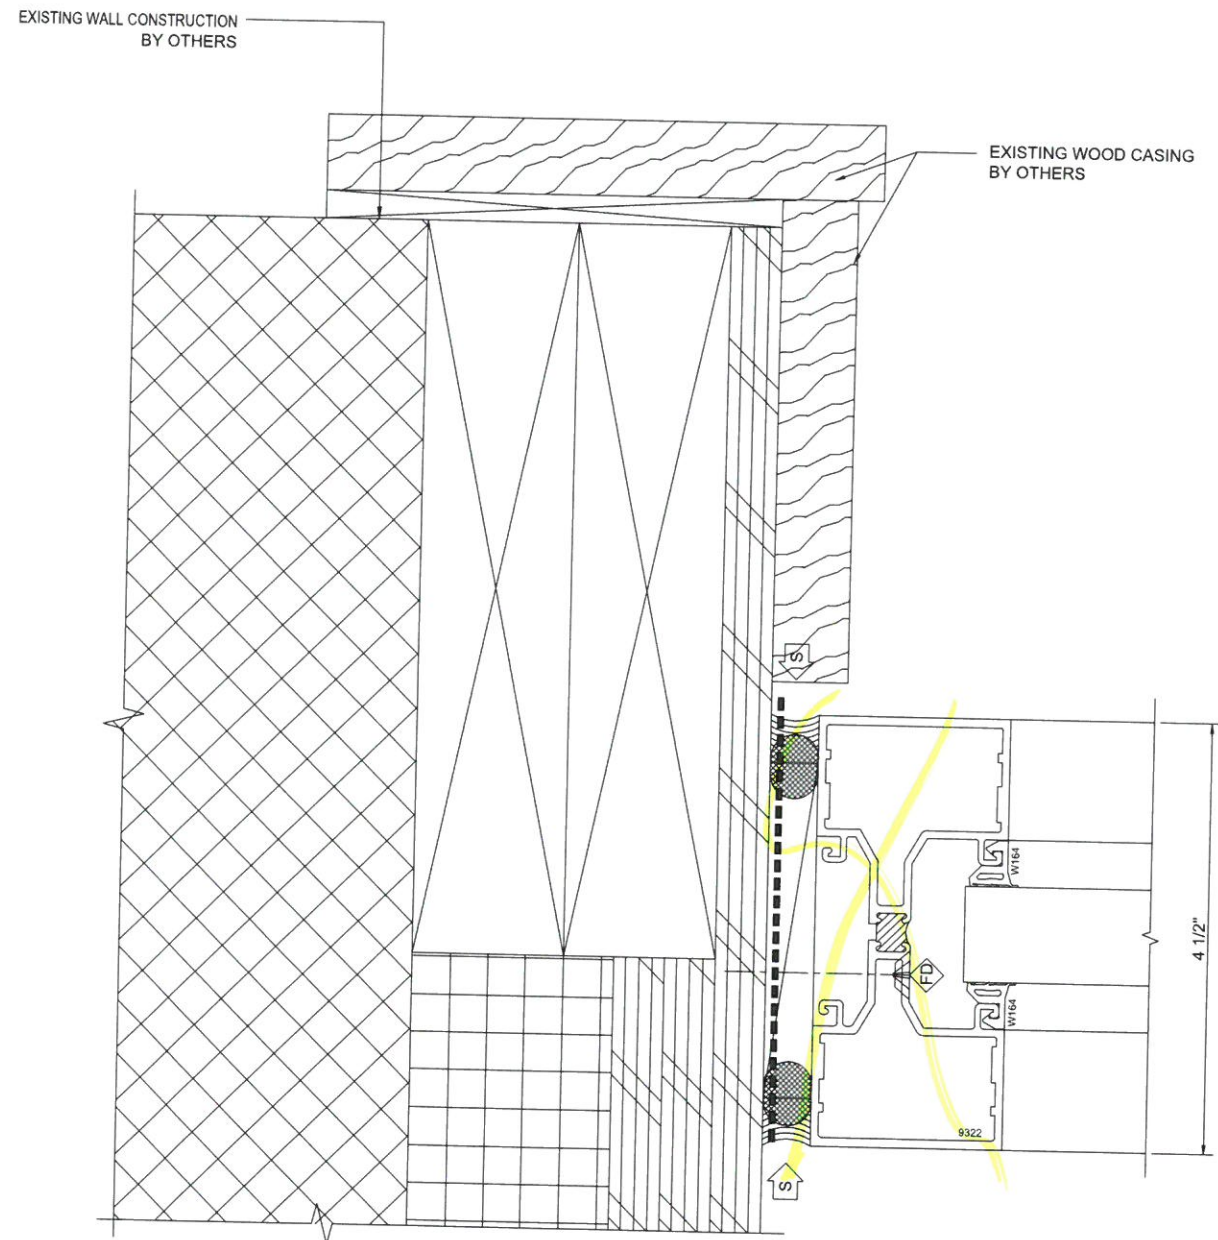 EXISTING WALL CONSTRUCTION
BY OTHERS
EXISTING WOOD CASING
BY OTHERS
S
W164
4 1/2"
FD
W164
9322
S